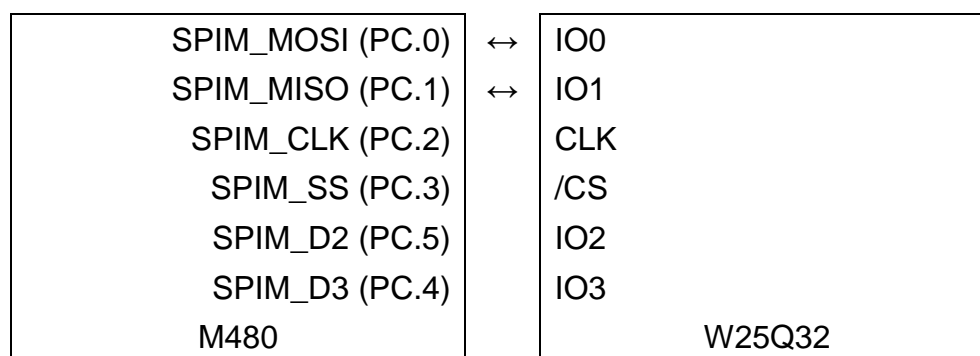 SPIM_MOSI (PC.0) ↔ IO0
SPIM_MISO (PC.1) ↔ IO1
SPIM_CLK (PC.2) CLK
SPIM_SS (PC.3) /CS
SPIM_D2 (PC.5) IO2
SPIM_D3 (PC.4) IO3
M480 W25Q32